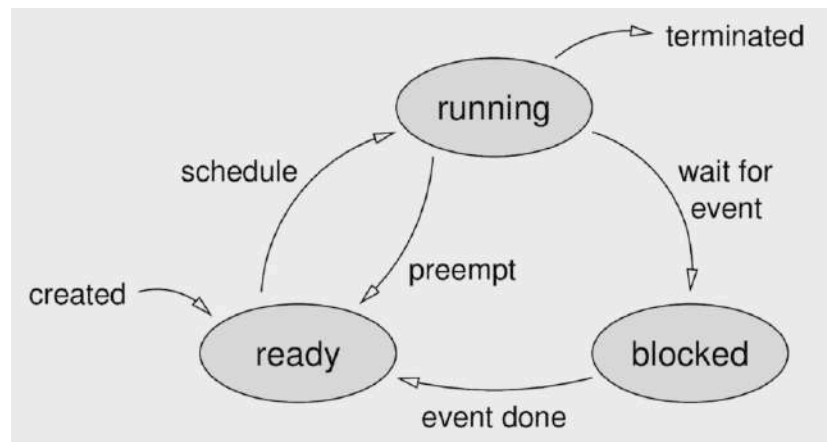 terminated
running
schedule
wait for
event
preempt
created
ready
blocked
event done